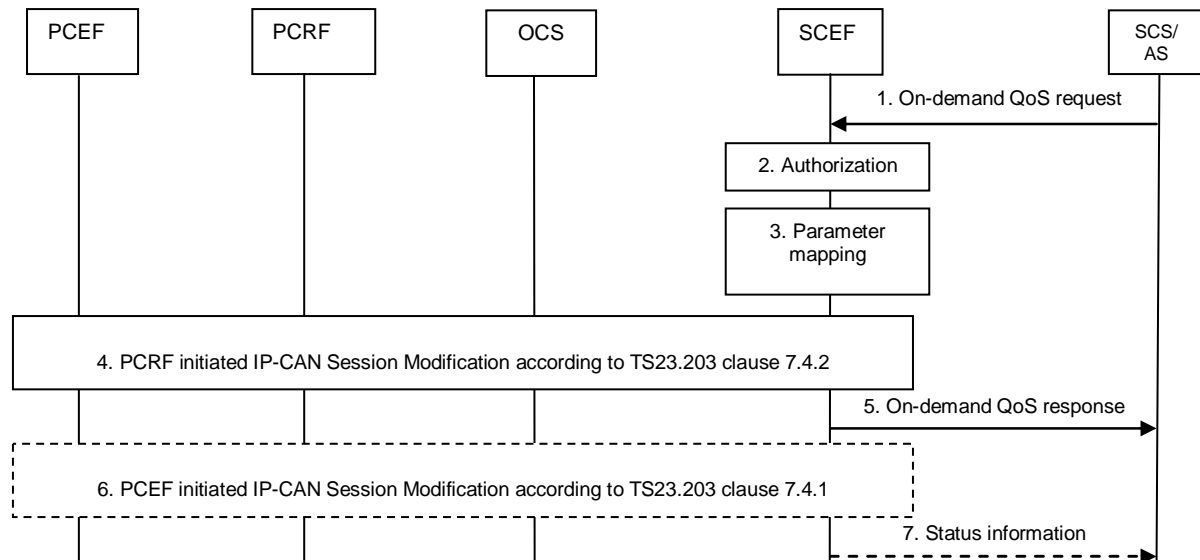 PCEF
PCRF
OCS
SCEF
SCS/
AS
1. On-demand QoS request
2. Authorization
3. Parameter
mapping
4. PCRF initiated IP-CAN Session Modification according to TS23.203 clause 7.4.2
5. On-demand QoS response
6. PCEF initiated IP-CAN Session Modification according to TS23.203 clause 7.4.1
7. Status information